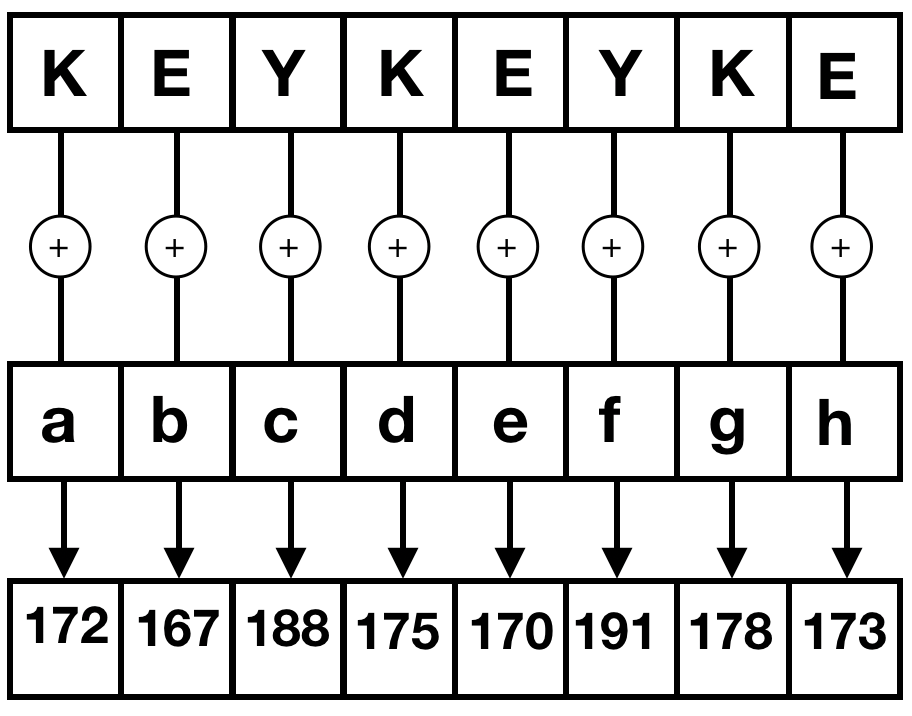 K E Y K E Y K E
+ + + + + + + +
a b c d e f g h
172 167 188 175 170 191 178 173